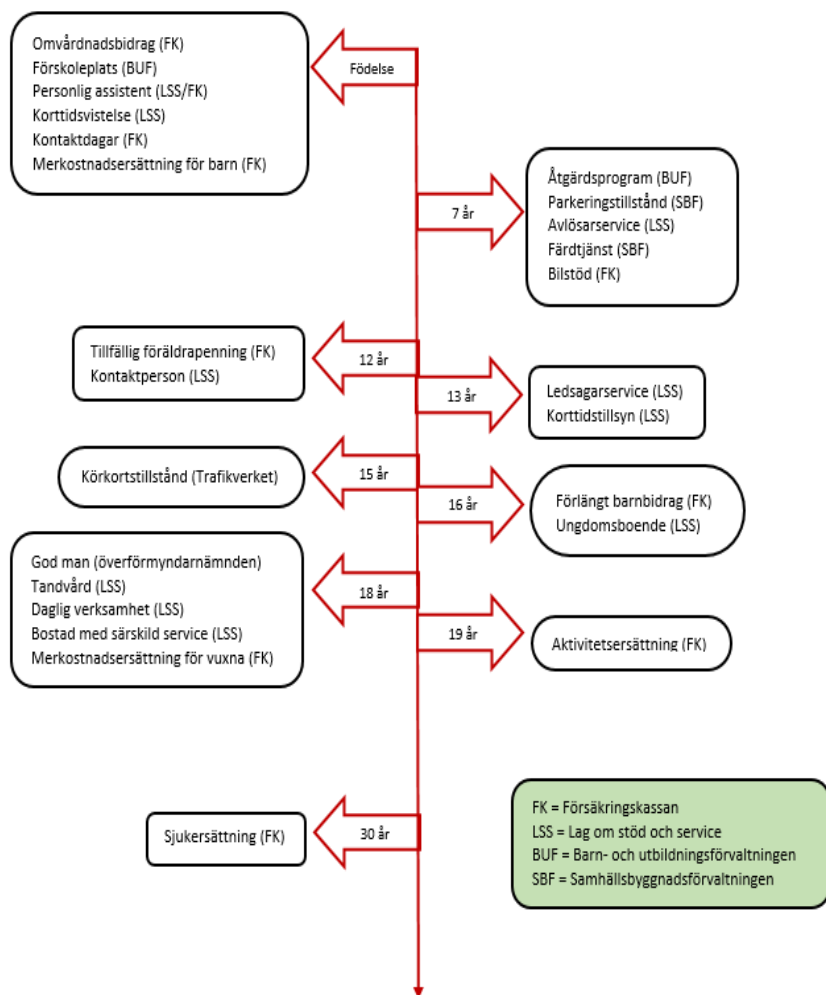 Omvårdnadsbidrag (FK)
Förskoleplats (BUF)
Personlig assistent (LSS/FK)
Korttidsvistelse (LSS)
Kontaktdagar (FK)
Merkostnadsersättning för barn (FK)
Födelse
7 år
Åtgärdsprogram (BUF)
Parkeringstillstånd (SBF)
Avlösarservice (LSS)
Färdtjänst (SBF)
Bilstöd (FK)
Tillfällig föräldrapenning (FK)
Kontaktperson (LSS)
12 år
13 år
Ledsagarservice (LSS)
Korttidstillsyn (LSS)
Körkortstillstånd (Trafikverket)
15 år
16 år
Förlängt barnbidrag (FK)
Ungdomsboende (LSS)
God man (överförmyndarnämnden)
Tandvård (LSS)
Daglig verksamhet (LSS)
Bostad med särskild service (LSS)
Merkostnadsersättning för vuxna (FK)
18 år
19 år
Aktivitetsersättning (FK)
Sjukersättning (FK)
30 år
FK = Försäkringskassan
LSS = Lag om stöd och service
BUF = Barn- och utbildningsförvaltningen
SBF = Samhällsbyggnadsförvaltningen